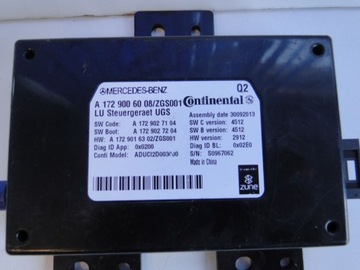 MERCEDES-BENZ Q2
A 172 900 60 08/ZGS001 Continental
LU Steuergeraet UGS Assembly date 30092013
SW Code: A 172 902 71 04 SW C version: 4512
SW Boot: A 172 902 72 04 SW B version: 4512
HW: A 172 901 63 02/ZGS001 HW version: 2912
Diag ID App: 0x0200 Diag ID BL: 0x02E0
Conti Model: S/N: S0967062
Made in China
zune